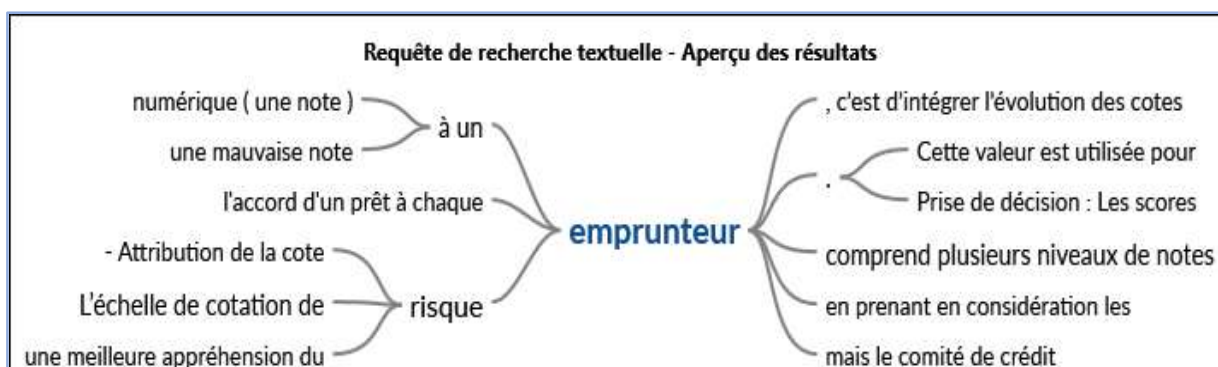 Requête de recherche textuelle - Aperçu des résultats
numérique ( une note )
une mauvaise note
à un
l'accord d'un prêt à chaque
- Attribution de la cote
L'échelle de cotation de
une meilleure appréhension du
risque
emprunteur
, c'est d'intégrer l'évolution des cotes
.
Cette valeur est utilisée pour
Prise de décision : Les scores
comprend plusieurs niveaux de notes
en prenant en considération les
mais le comité de crédit